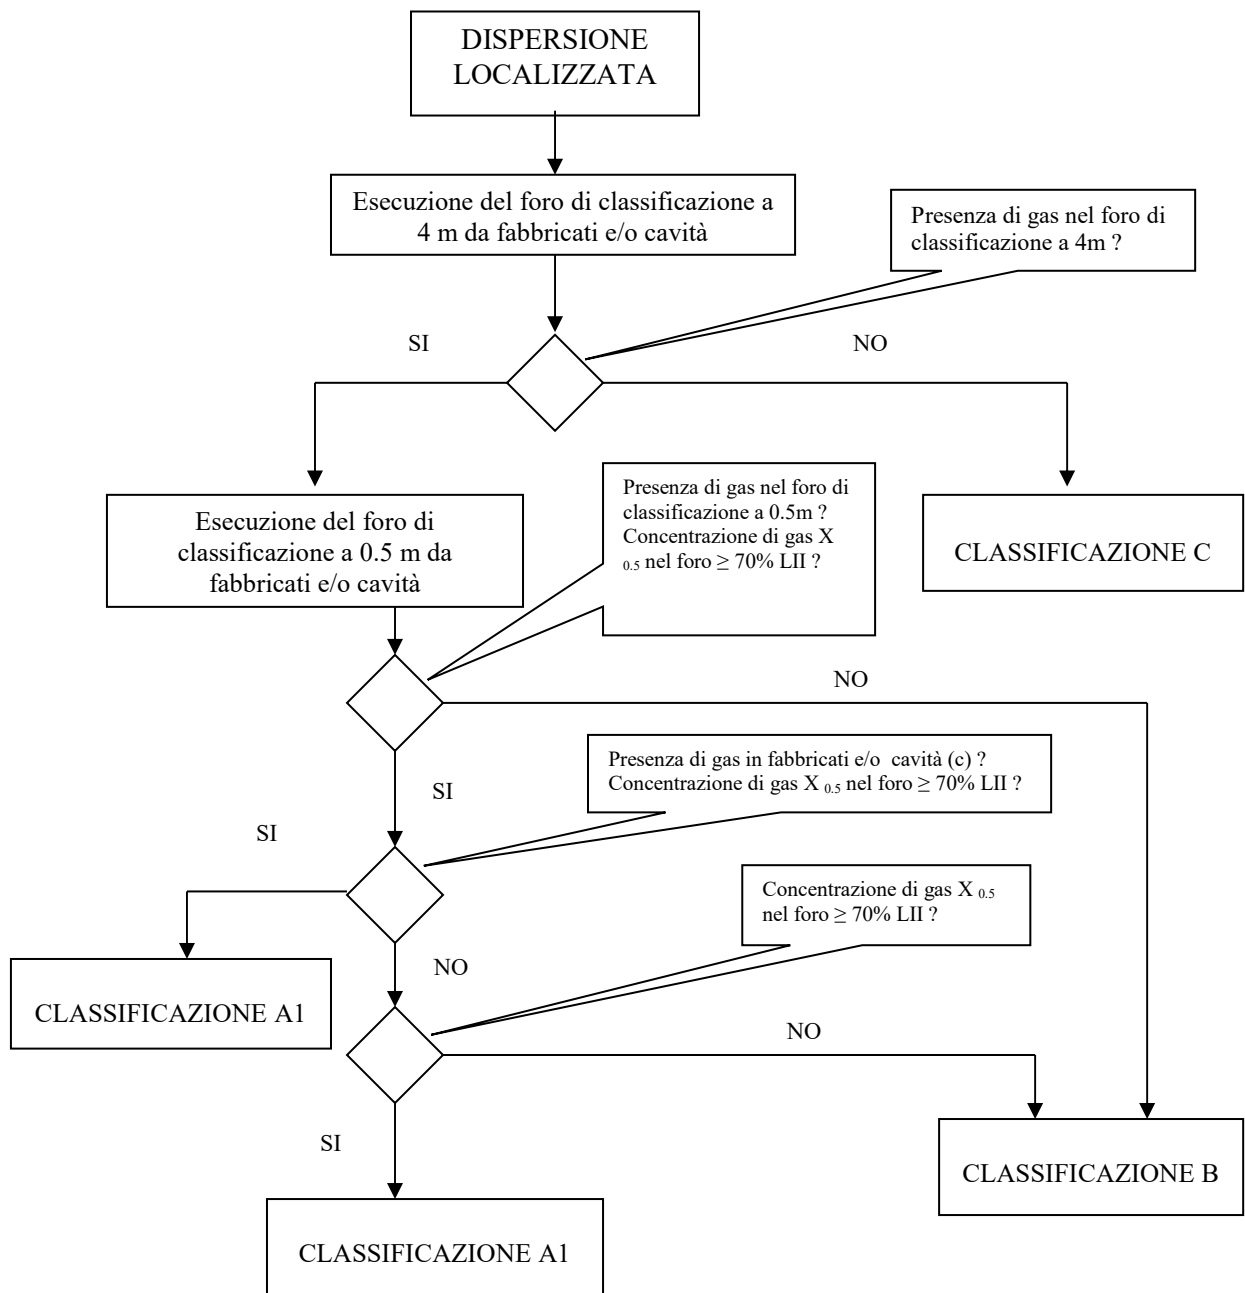 DISPERSIONE
LOCALIZZATA
Esecuzione del foro di classificazione a
4 m da fabbricati e/o cavità
Presenza di gas nel foro di
classificazione a 4m ?
SI
NO
Esecuzione del foro di
classificazione a 0.5 m da
fabbricati e/o cavità
Presenza di gas nel foro di
classificazione a 0.5m ?
Concentrazione di gas X
0.5 nel foro ≥ 70% LII ?
CLASSIFICAZIONE C
NO
SI
Presenza di gas in fabbricati e/o cavità (c) ?
Concentrazione di gas X 0.5 nel foro ≥ 70% LII ?
SI
Concentrazione di gas X 0.5
nel foro ≥ 70% LII ?
NO
CLASSIFICAZIONE A1
NO
SI
CLASSIFICAZIONE B
CLASSIFICAZIONE A1